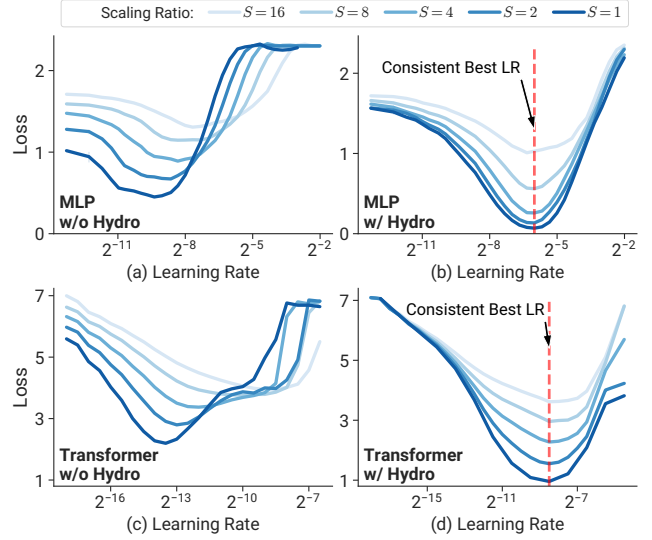 Scaling Ratio: S = 16 S = 8 S = 4 S = 2 S = 1
Loss
2
1
0
MLP
w/o Hydro
2^-11 2^-8 2^-5 2^-2
(a) Learning Rate
Consistent Best LR
2
1
0
MLP
w/ Hydro
2^-11 2^-8 2^-5 2^-2
(b) Learning Rate
Loss
7
5
3
1
Transformer
w/o Hydro
2^-16 2^-13 2^-10 2^-7
(c) Learning Rate
Consistent Best LR
7
5
3
1
Transformer
w/ Hydro
2^-15 2^-11 2^-7
(d) Learning Rate